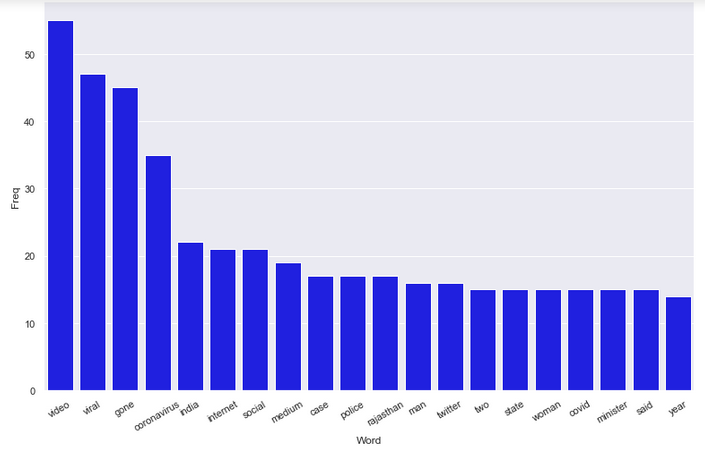 50
40
30
20
10
0
Freq
video viral gone coronavirus india internet social medium case police rajasthan man twitter two state woman covid minister said year
Word